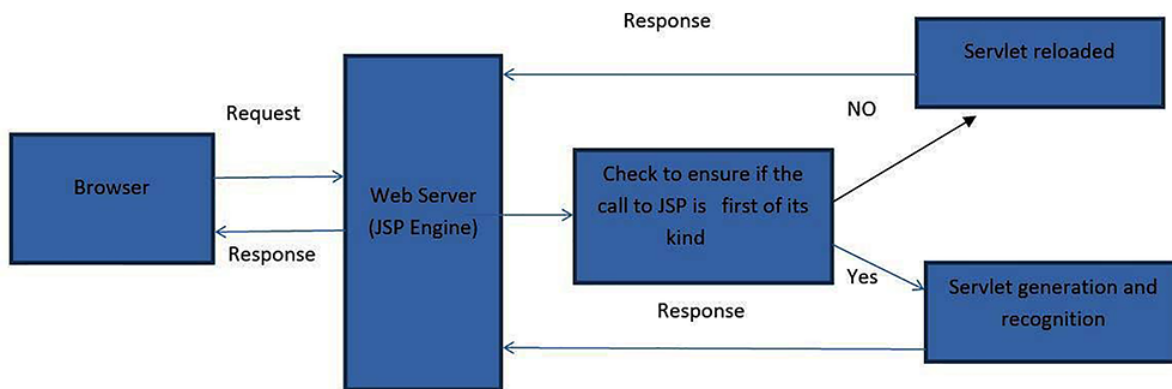 Response
Servlet reloaded
Request
NO
Browser
Web Server
(JSP Engine)
Check to ensure if the
call to JSP is first of its
kind
Response
Yes
Servlet generation and
recognition
Response